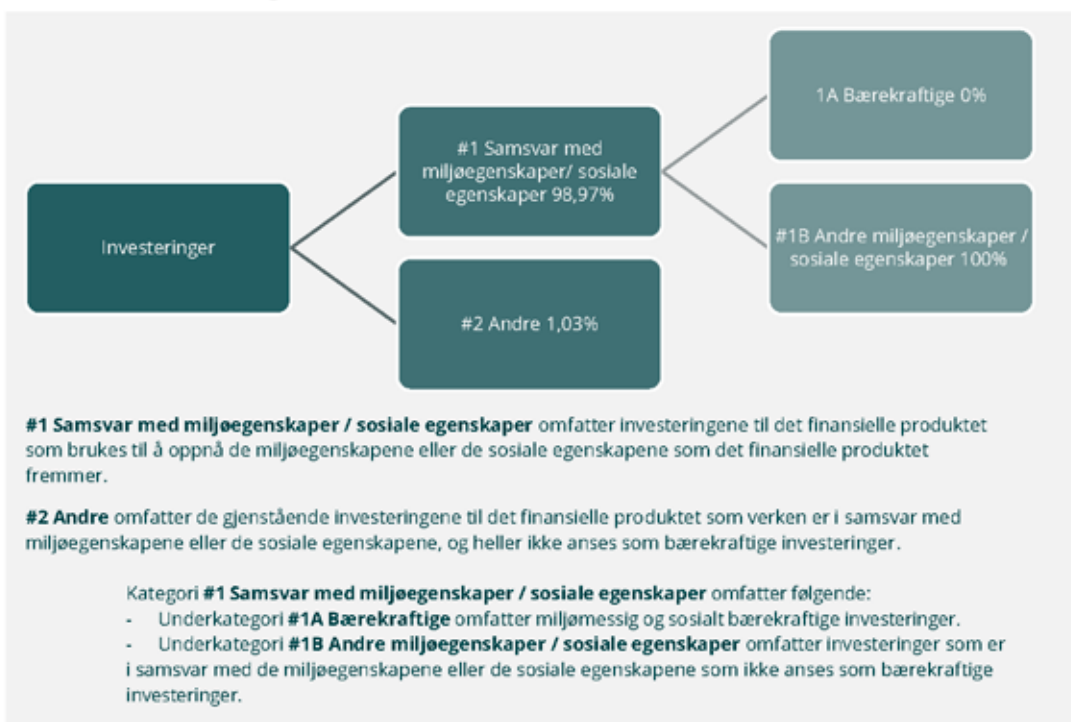 Investeringer
#1 Samsvar med
miljøegenskaper/ sosiale
egenskaper 98,97%
#2 Andre 1,03%
1A Bærekraftige 0%
#1B Andre miljøegenskaper /
sosiale egenskaper 100%
#1 Samsvar med miljøegenskaper / sosiale egenskaper omfatter investeringene til det finansielle produktet
som brukes til å oppnå de miljøegenskapene eller de sosiale egenskapene som det finansielle produktet
fremmer.
#2 Andre omfatter de gjenstående investeringene til det finansielle produktet som verken er i samsvar med
miljøegenskapene eller de sosiale egenskapene, og heller ikke anses som bærekraftige investeringer.
Kategori #1 Samsvar med miljøegenskaper / sosiale egenskaper omfatter følgende:
- Underkategori #1A Bærekraftige omfatter miljømessig og sosialt bærekraftige investeringer.
- Underkategori #1B Andre miljøegenskaper / sosiale egenskaper omfatter investeringer som er
i samsvar med de miljøegenskapene eller de sosiale egenskapene som ikke anses som bærekraftige
investeringer.